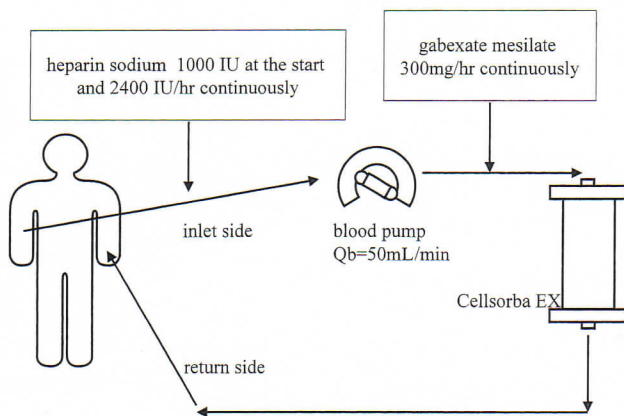 heparin sodium 1000 IU at the start
and 2400 IU/hr continuously
gabexate mesilate
300mg/hr continuously
inlet side
blood pump
Qb=50mL/min
Cellsorba EX
return side